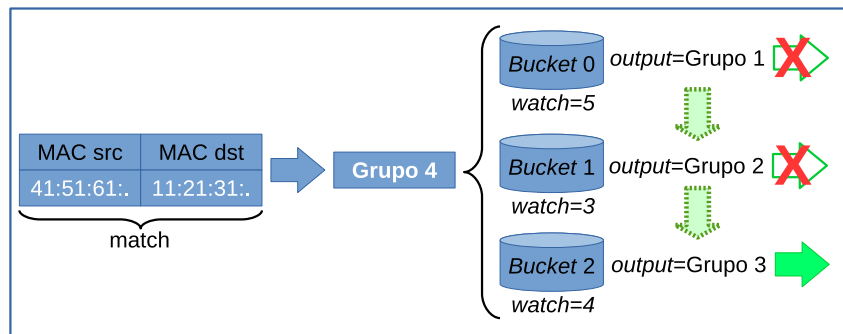 MAC src MAC dst
41:51:61:. 11:21:31:.
match
Grupo 4
Bucket 0 output=Grupo 1
watch=5
Bucket 1 output=Grupo 2
watch=3
Bucket 2 output=Grupo 3
watch=4